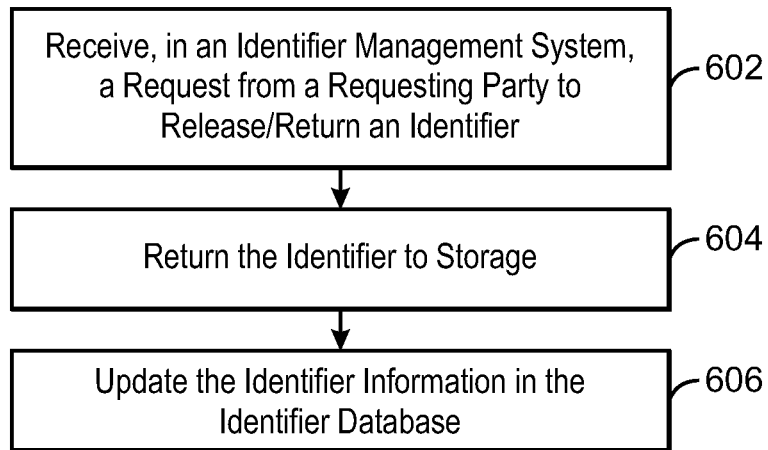 Receive, in an Identifier Management System,
a Request from a Requesting Party to
Release/Return an Identifier
602
Return the Identifier to Storage
604
Update the Identifier Information in the
Identifier Database
606